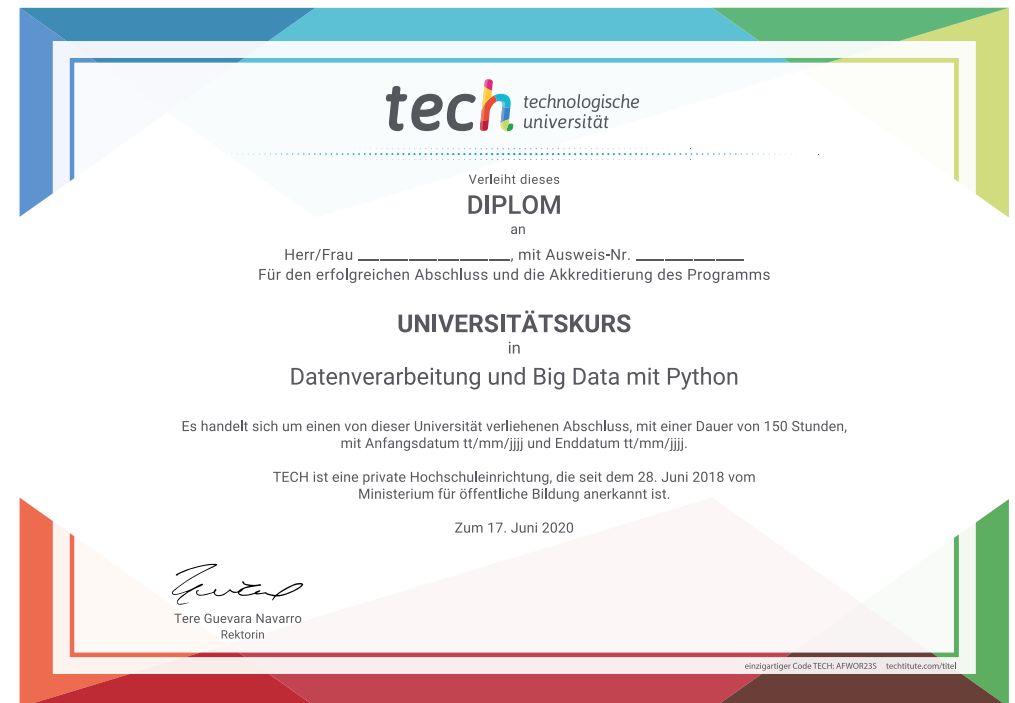 tech technologische
universität
Verleiht dieses
DIPLOM
an
Herr/Frau ____________________, mit Ausweis-Nr. ______________
Für den erfolgreichen Abschluss und die Akkreditierung des Programms
UNIVERSITÄTSKURS
in
Datenverarbeitung und Big Data mit Python
Es handelt sich um einen von dieser Universität verliehenen Abschluss, mit einer Dauer von 150 Stunden,
mit Anfangsdatum tt/mm/jjjj und Enddatum tt/mm/jjjj.
TECH ist eine private Hochschuleinrichtung, die seit dem 28. Juni 2018 vom
Ministerium für öffentliche Bildung anerkannt ist.
Zum 17. Juni 2020
Tere Guevara Navarro
Rektorin
einzigartiger Code TECH: AFWOR23S techtitute.com/titel